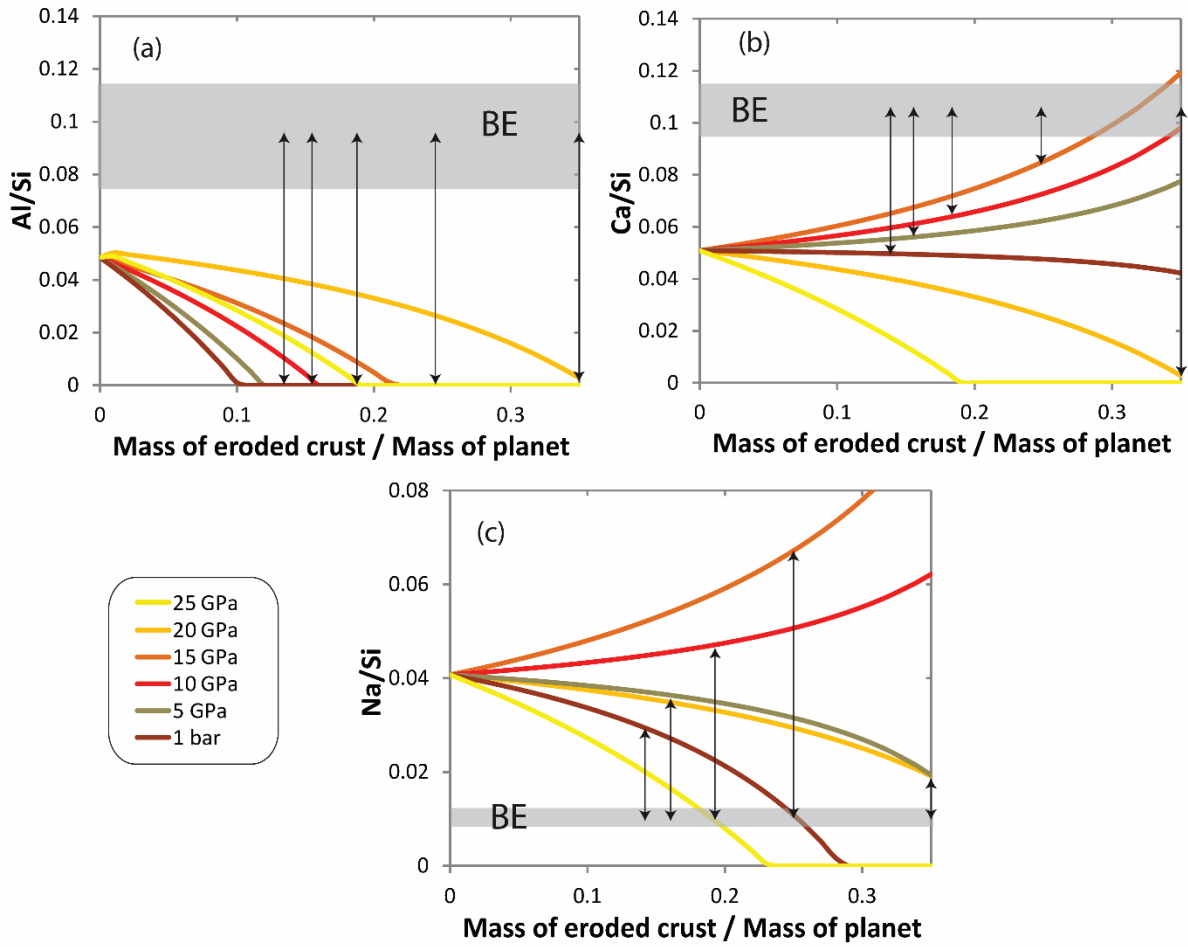 (a)
0.14
0.12
0.1
0.08
0.06
0.04
0.02
0
Al/Si
BE
0 0.1 0.2 0.3
Mass of eroded crust / Mass of planet
(b)
0.14
0.12
0.1
0.08
0.06
0.04
0.02
0
Ca/Si
BE
0 0.1 0.2 0.3
Mass of eroded crust / Mass of planet
(c)
0.08
0.06
0.04
0.02
0
Na/Si
BE
0 0.1 0.2 0.3
Mass of eroded crust / Mass of planet
25 GPa
20 GPa
15 GPa
10 GPa
5 GPa
1 bar